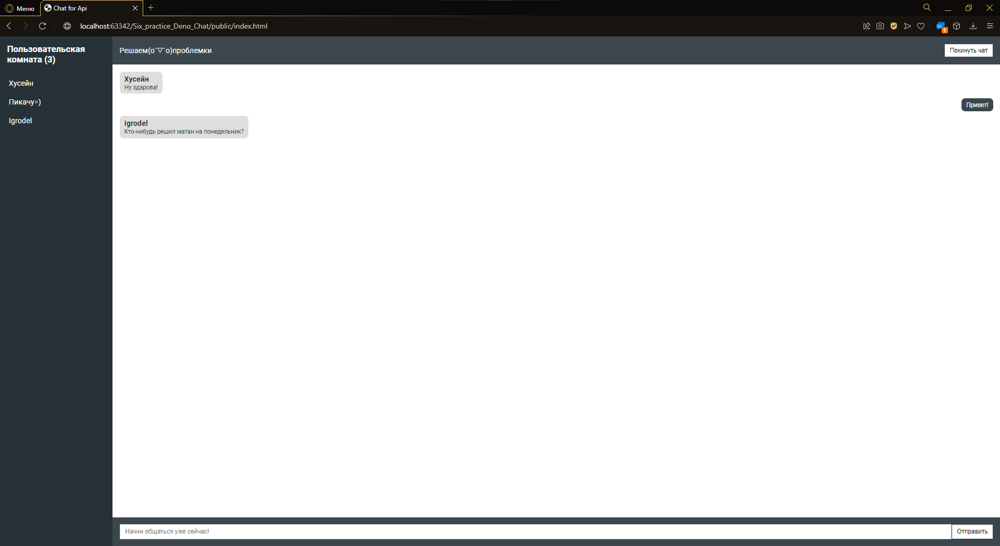 Меню
Chat for Api
localhost:63342/Six_practice_Deno_Chat/public/index.html
1
Пользовательская
комната (3)
Хусейн
Пикачу=)
Igrodel
Решаем(o´▽`o)проблемки
Покинуть чат
Хусейн
Ну здарова!
Привет!
Igrodel
Кто-нибудь решил матан на понедельник?
Начни общаться уже сейчас!
Отправить